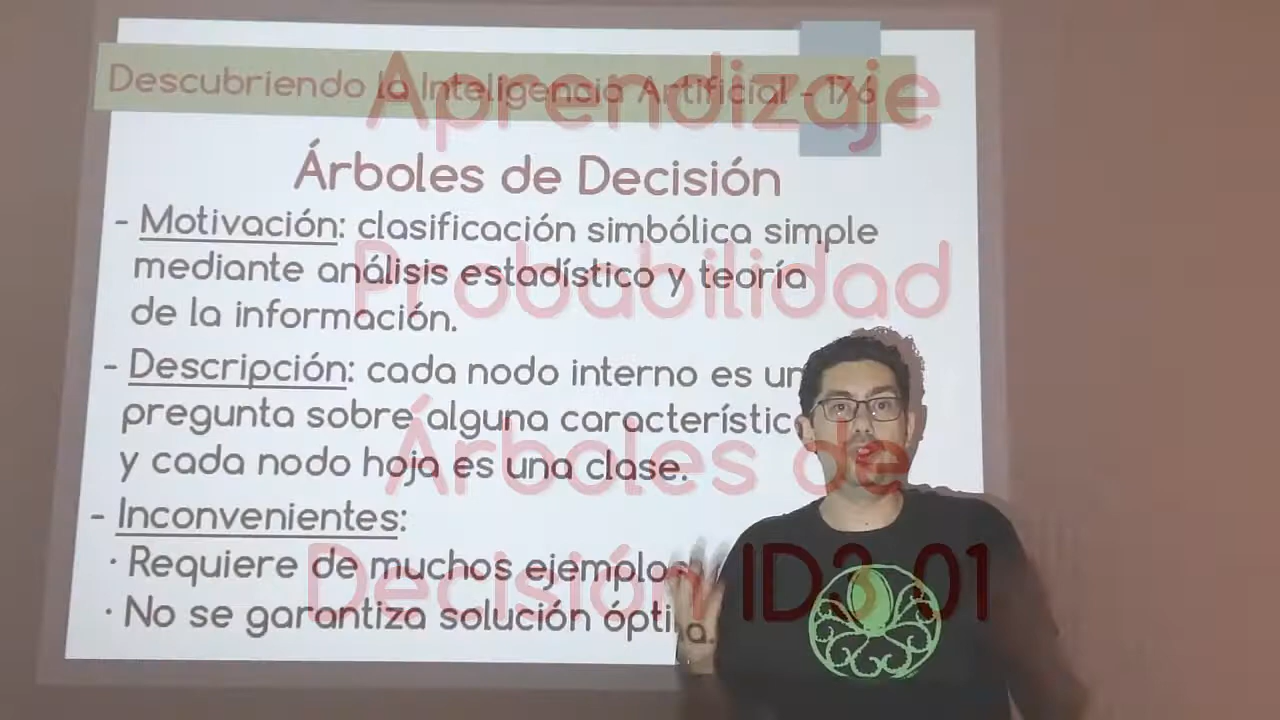 Descubriendo la Inteligencia Artificial - 176
Árboles de Decisión
- Motivación: clasificación simbólica simple
mediante análisis estadístico y teoría
de la información.
- Descripción: cada nodo interno es un
pregunta sobre alguna característic
y cada nodo hoja es una clase.
- Inconvenientes:
· Requiere de muchos ejemplo
· No se garantiza solución óptima.
Aprendizaje
Probabilidad
Árboles de
Decisión ID3 01